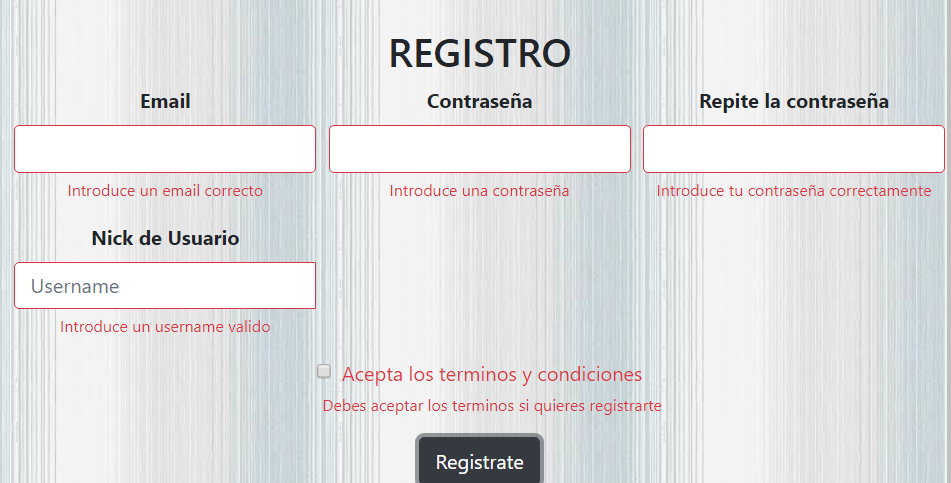 REGISTRO
Email
Contraseña
Repite la contraseña
Introduce un email correcto
Introduce una contraseña
Introduce tu contraseña correctamente
Nick de Usuario
Username
Introduce un username valido
Acepta los terminos y condiciones
Debes aceptar los terminos si quieres registrarte
Registrate